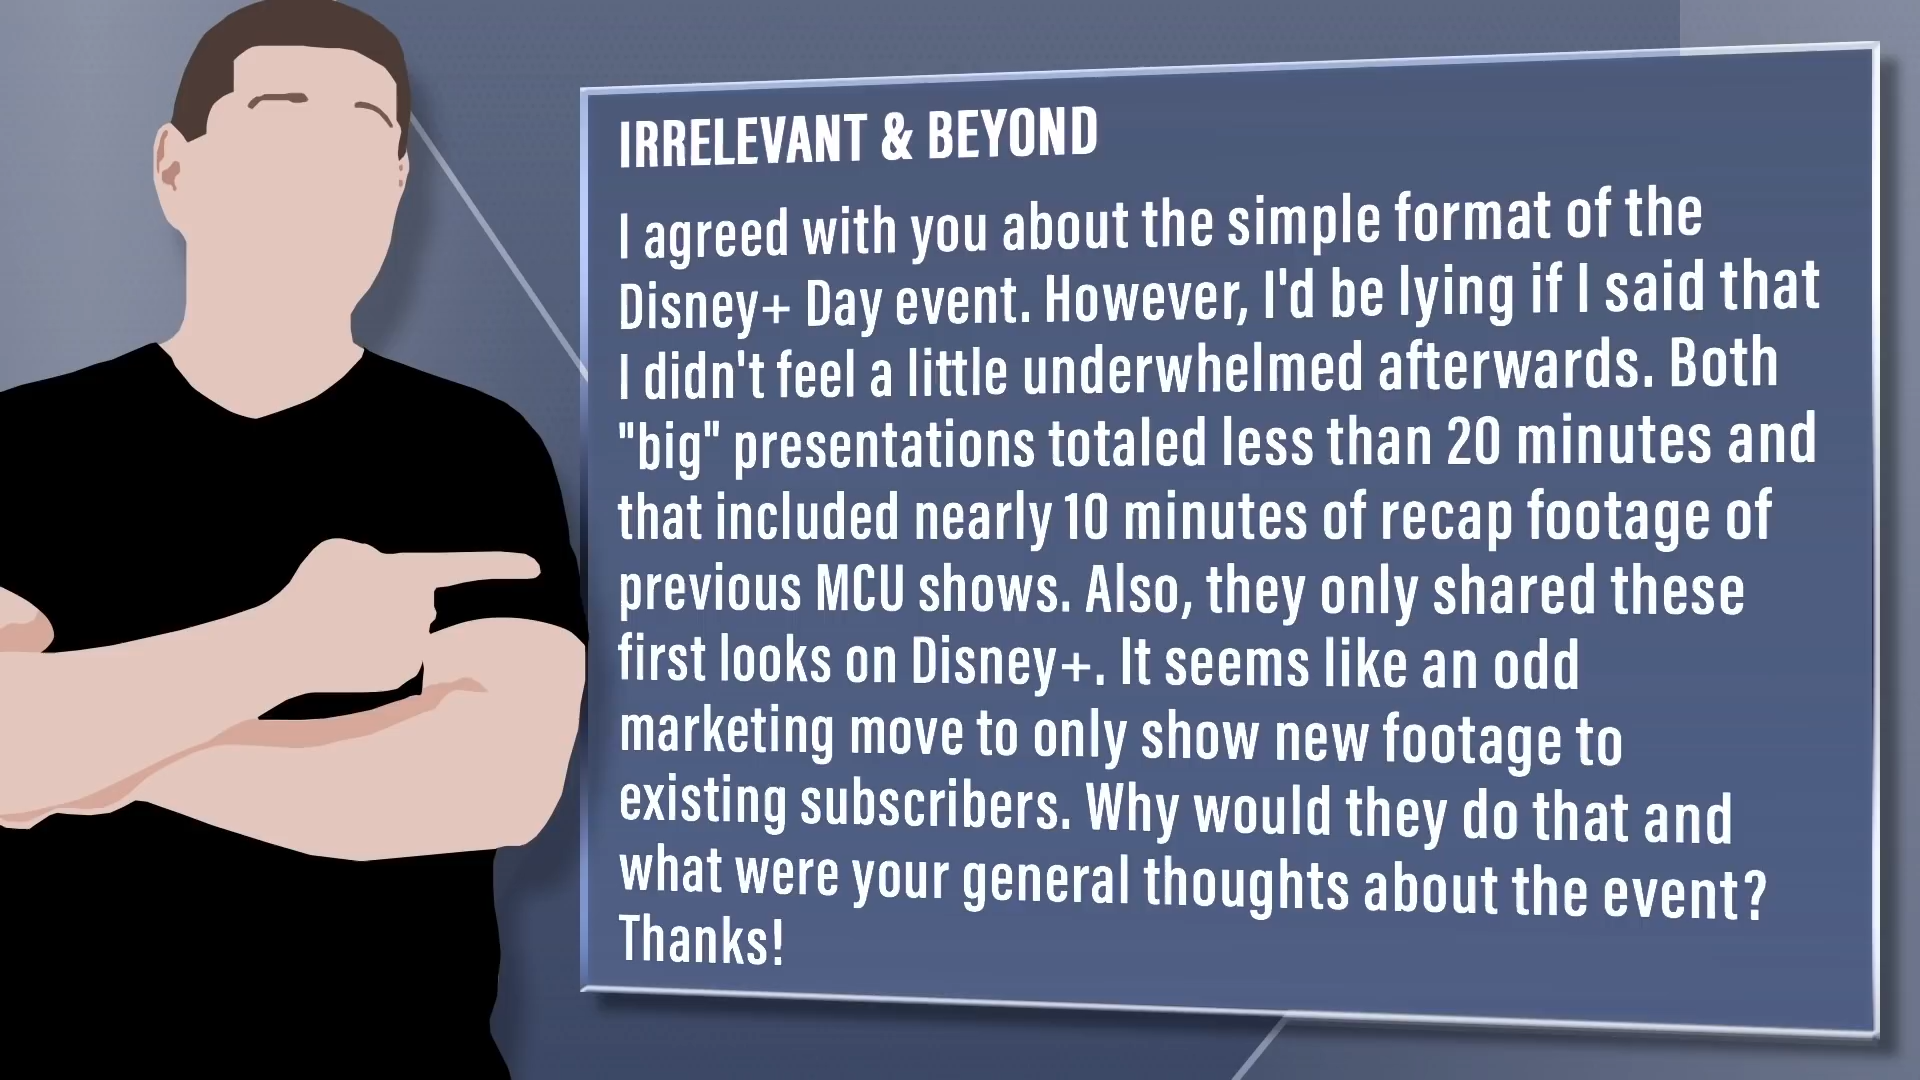 IRRELEVANT & BEYOND
I agreed with you about the simple format of the
Disney+ Day event. However, I'd be lying if I said that
I didn't feel a little underwhelmed afterwards. Both
"big" presentations totaled less than 20 minutes and
that included nearly 10 minutes of recap footage of
previous MCU shows. Also, they only shared these
first looks on Disney+. It seems like an odd
marketing move to only show new footage to
existing subscribers. Why would they do that and
what were your general thoughts about the event?
Thanks!